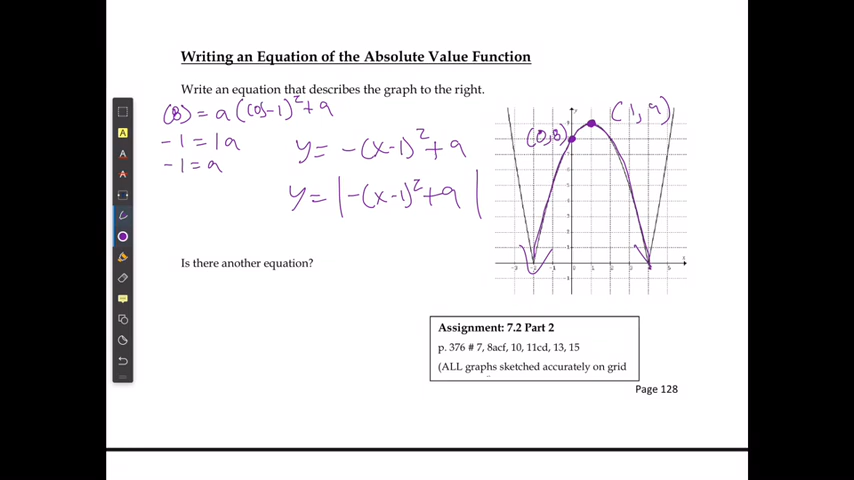 Writing an Equation of the Absolute Value Function
Write an equation that describes the graph to the right.
(8) = a((0)-1)²+9
-1 = 1a
-1 = a
y = -(x-1)²+9
y = |-(x-1)²+9|
(0,8)
(1,9)
Is there another equation?
Assignment: 7.2 Part 2
p. 376 # 7, 8acf, 10, 11cd, 13, 15
(ALL graphs sketched accurately on grid
Page 128